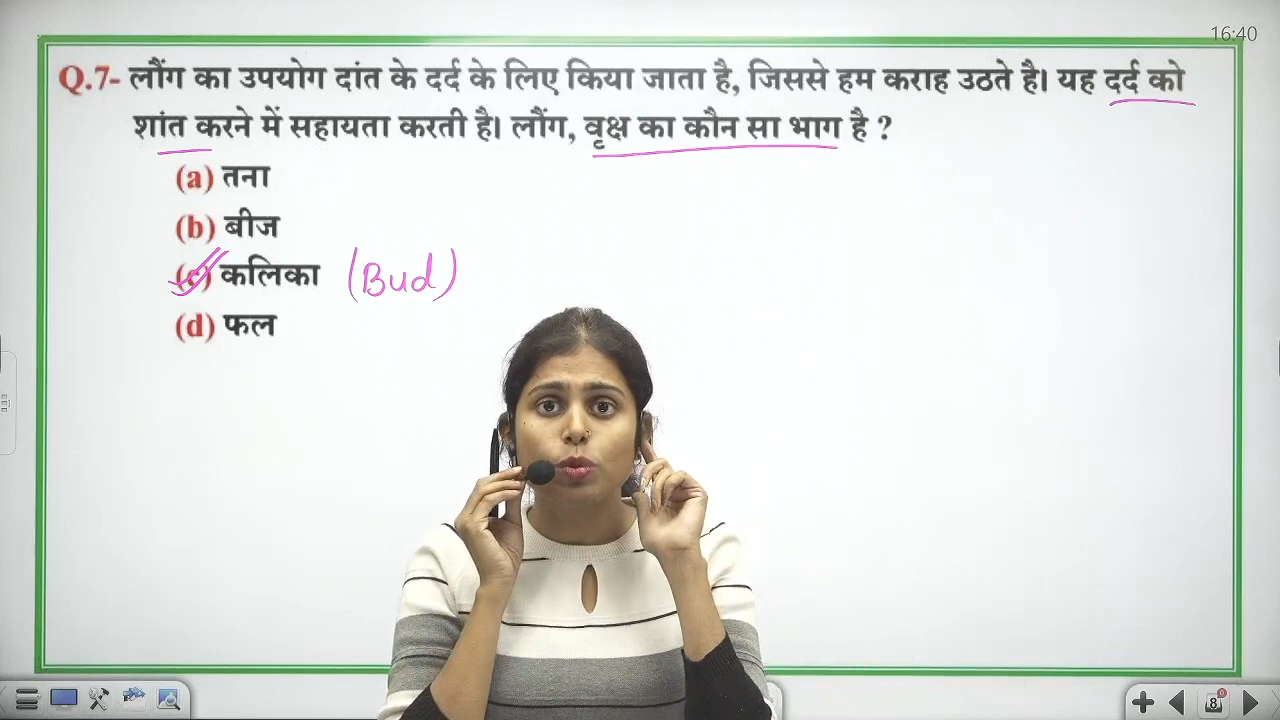 16:40
Q.7- लौंग का उपयोग दांत के दर्द के लिए किया जाता है, जिससे हम कराह उठते है। यह दर्द को
शांत करने में सहायता करती है। लौंग, वृक्ष का कौन सा भाग है ?
(a) तना
(b) बीज
(c) कलिका (Bud)
(d) फल
8